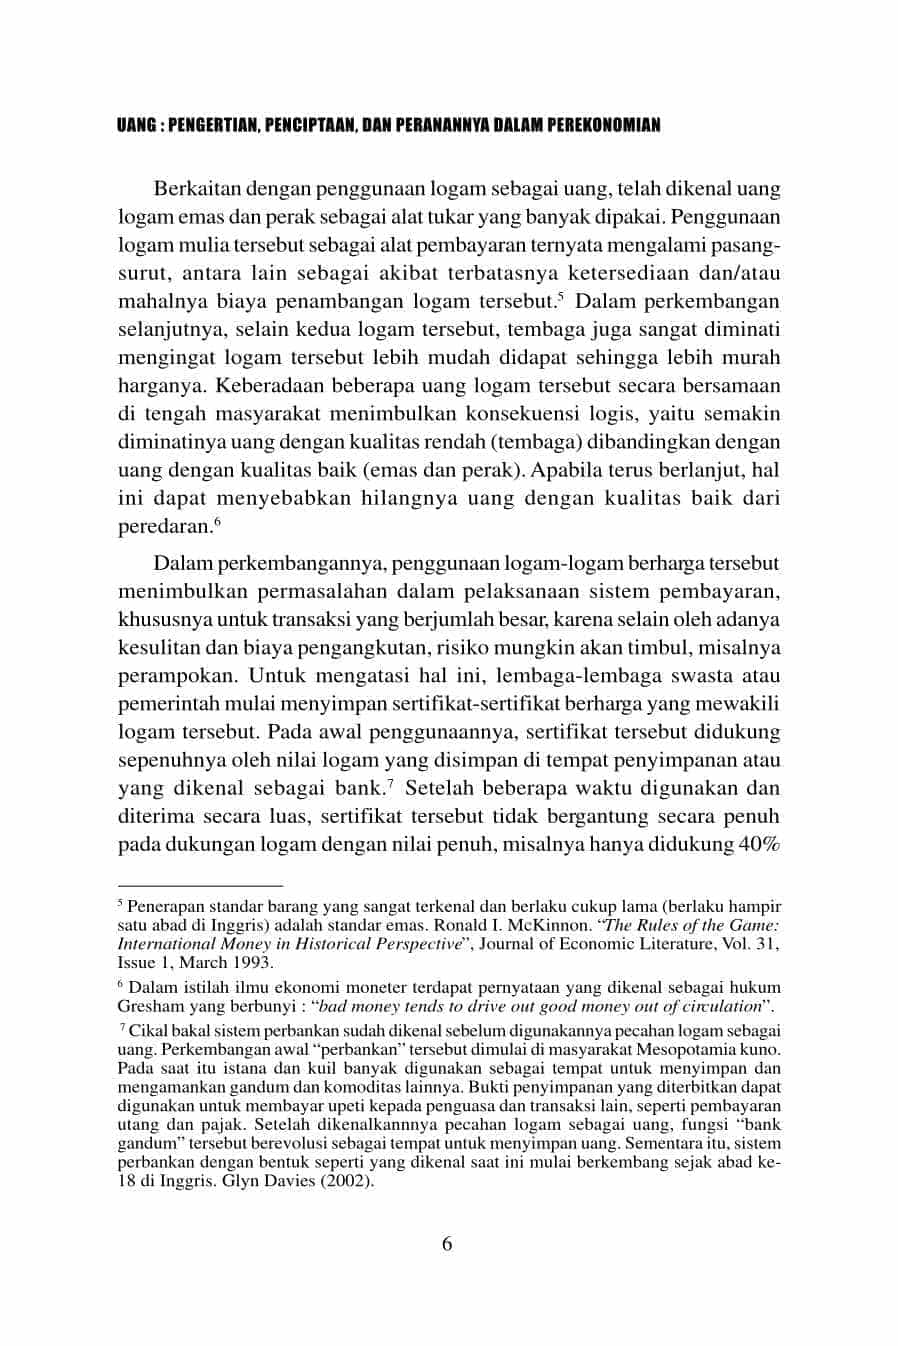 UANG : PENGERTIAN, PENCIPTAAN, DAN PERANANNYA DALAM PEREKONOMIAN
Berkaitan dengan penggunaan logam sebagai uang, telah dikenal uang
logam emas dan perak sebagai alat tukar yang banyak dipakai. Penggunaan
logam mulia tersebut sebagai alat pembayaran ternyata mengalami pasang-
surut, antara lain sebagai akibat terbatasnya ketersediaan dan/atau
mahalnya biaya penambangan logam tersebut.⁵ Dalam perkembangan
selanjutnya, selain kedua logam tersebut, tembaga juga sangat diminati
mengingat logam tersebut lebih mudah didapat sehingga lebih murah
harganya. Keberadaan beberapa uang logam tersebut secara bersamaan
di tengah masyarakat menimbulkan konsekuensi logis, yaitu semakin
diminatinya uang dengan kualitas rendah (tembaga) dibandingkan dengan
uang dengan kualitas baik (emas dan perak). Apabila terus berlanjut, hal
ini dapat menyebabkan hilangnya uang dengan kualitas baik dari
peredaran.⁶
Dalam perkembangannya, penggunaan logam-logam berharga tersebut
menimbulkan permasalahan dalam pelaksanaan sistem pembayaran,
khususnya untuk transaksi yang berjumlah besar, karena selain oleh adanya
kesulitan dan biaya pengangkutan, risiko mungkin akan timbul, misalnya
perampokan. Untuk mengatasi hal ini, lembaga-lembaga swasta atau
pemerintah mulai menyimpan sertifikat-sertifikat berharga yang mewakili
logam tersebut. Pada awal penggunaannya, sertifikat tersebut didukung
sepenuhnya oleh nilai logam yang disimpan di tempat penyimpanan atau
yang dikenal sebagai bank.⁷ Setelah beberapa waktu digunakan dan
diterima secara luas, sertifikat tersebut tidak bergantung secara penuh
pada dukungan logam dengan nilai penuh, misalnya hanya didukung 40%
⁵ Penerapan standar barang yang sangat terkenal dan berlaku cukup lama (berlaku hampir
satu abad di Inggris) adalah standar emas. Ronald I. McKinnon. “The Rules of the Game:
International Money in Historical Perspective”, Journal of Economic Literature, Vol. 31,
Issue 1, March 1993.
⁶ Dalam istilah ilmu ekonomi moneter terdapat pernyataan yang dikenal sebagai hukum
Gresham yang berbunyi : “bad money tends to drive out good money out of circulation”.
⁷ Cikal bakal sistem perbankan sudah dikenal sebelum digunakannya pecahan logam sebagai
uang. Perkembangan awal “perbankan” tersebut dimulai di masyarakat Mesopotamia kuno.
Pada saat itu istana dan kuil banyak digunakan sebagai tempat untuk menyimpan dan
mengamankan gandum dan komoditas lainnya. Bukti penyimpanan yang diterbitkan dapat
digunakan untuk membayar upeti kepada penguasa dan transaksi lain, seperti pembayaran
utang dan pajak. Setelah dikenalkannnya pecahan logam sebagai uang, fungsi “bank
gandum” tersebut berevolusi sebagai tempat untuk menyimpan uang. Sementara itu, sistem
perbankan dengan bentuk seperti yang dikenal saat ini mulai berkembang sejak abad ke-
18 di Inggris. Glyn Davies (2002).
6